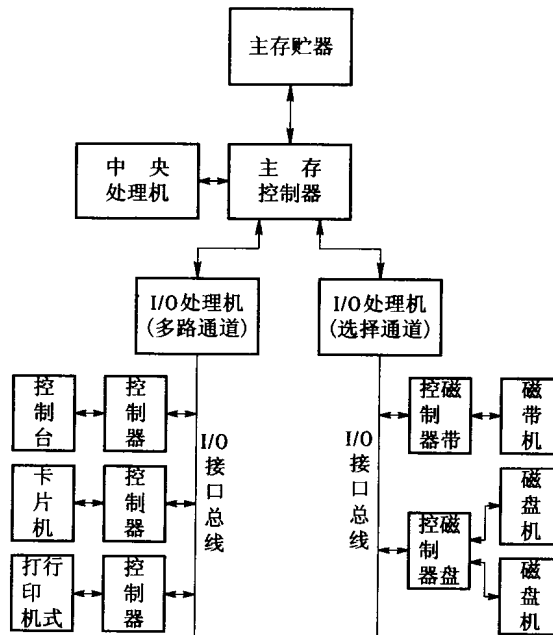 主存贮器
中央
处理机
主存
控制器
I/O处理机
(多路通道)
I/O处理机
(选择通道)
控制台
控制器
I/O接口总线
I/O接口总线
磁带
控制器
磁带机
卡片机
控制器
磁盘
控制器
磁盘机
磁盘机
行式
打印机
控制器